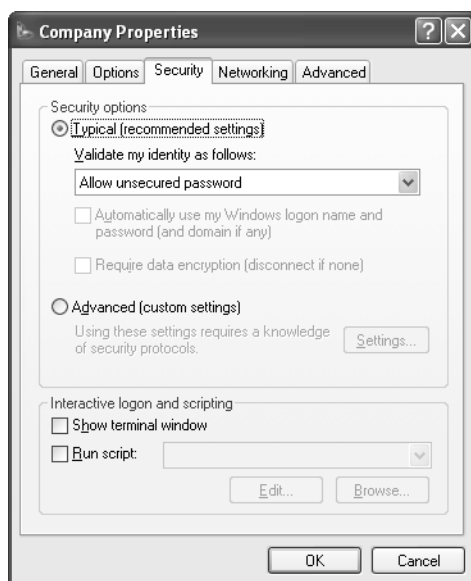 Company Properties
General Options Security Networking Advanced
Security options
Typical (recommended settings)
Validate my identity as follows:
Allow unsecured password
Automatically use my Windows logon name and
password (and domain if any)
Require data encryption (disconnect if none)
Advanced (custom settings)
Using these settings requires a knowledge
of security protocols.
Settings...
Interactive logon and scripting
Show terminal window
Run script:
Edit... Browse...
OK Cancel